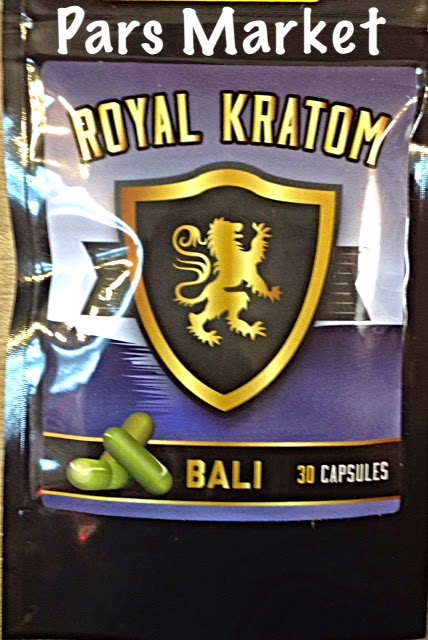 Pars Market
ROYAL KRATOM
BALI 30 CAPSULES